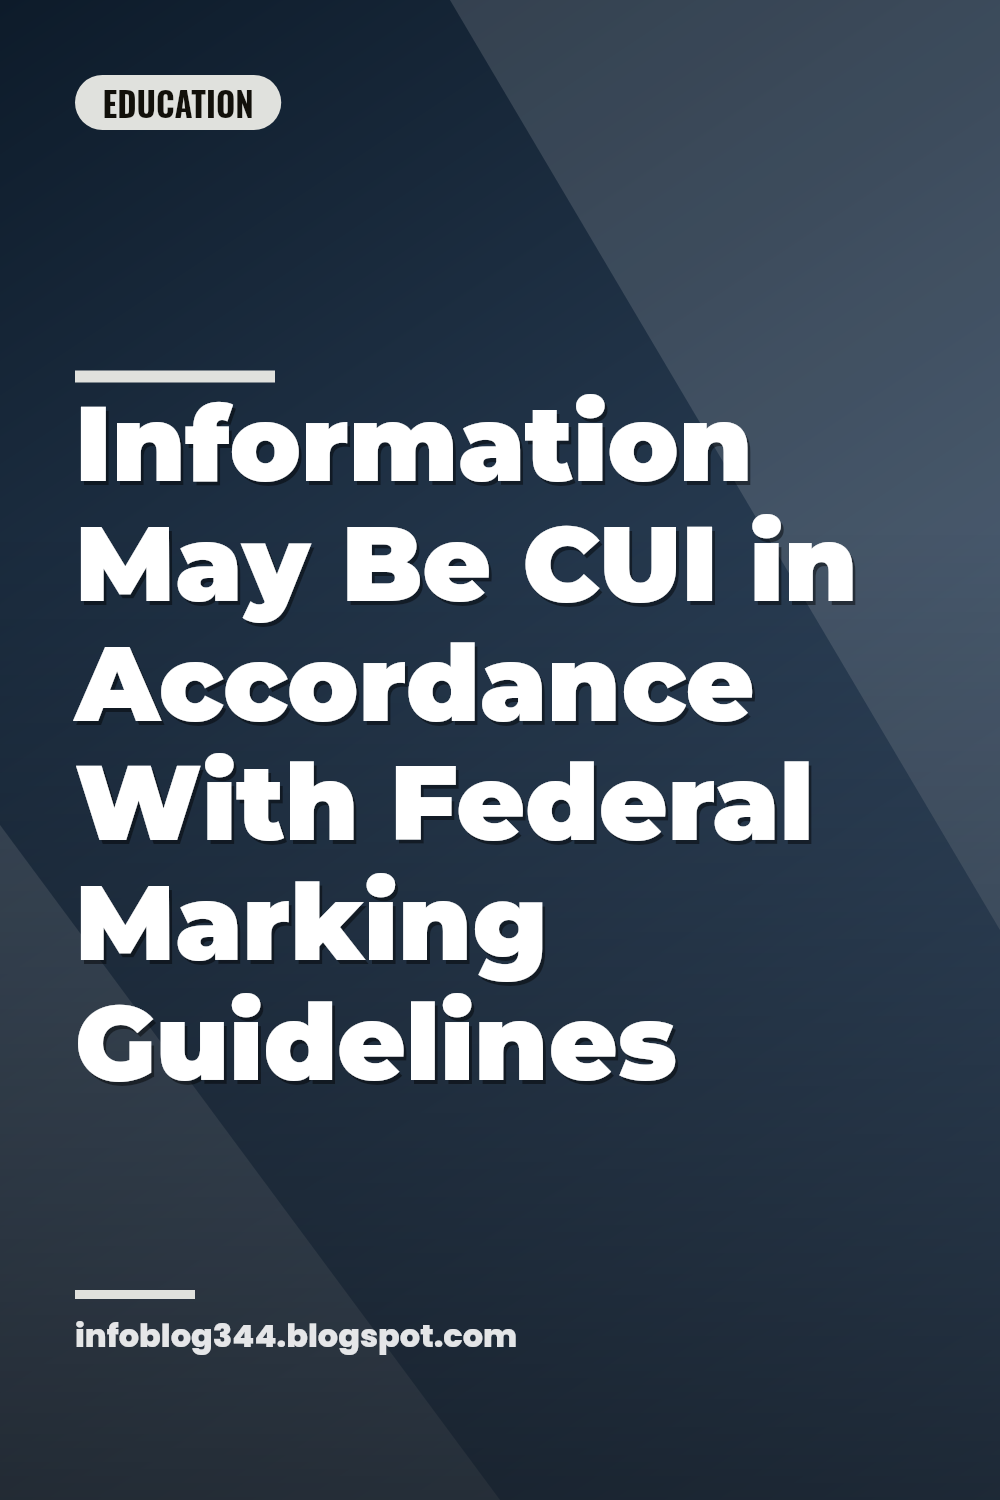 EDUCATION
Information
May Be CUI in
Accordance
With Federal
Marking
Guidelines
infoblog344.blogspot.com